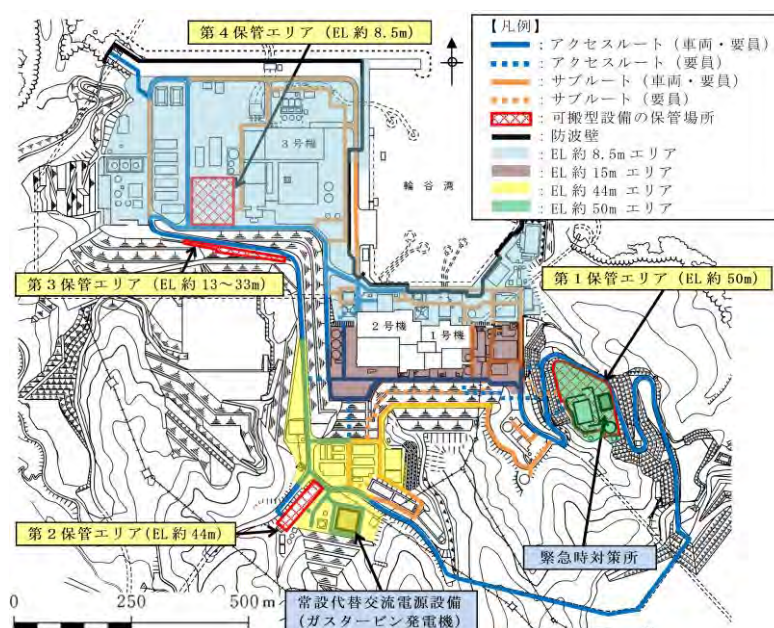 第４保管エリア（EL 約 8.5m）
【凡例】
：アクセスルート（車両・要員）
：アクセスルート（要員）
：サブルート（車両・要員）
：サブルート（要員）
：可搬型設備の保管場所
：防波壁
：EL 約 8.5m エリア
：EL 約 15m エリア
：EL 約 44m エリア
：EL 約 50m エリア
３号機
輪谷湾
第３保管エリア（EL 約 13～33m）
第１保管エリア（EL 約 50m）
２号機
１号機
第２保管エリア（EL 約 44m）
緊急時対策所
0 250 500 m
常設代替交流電源設備
（ガスタービン発電機）